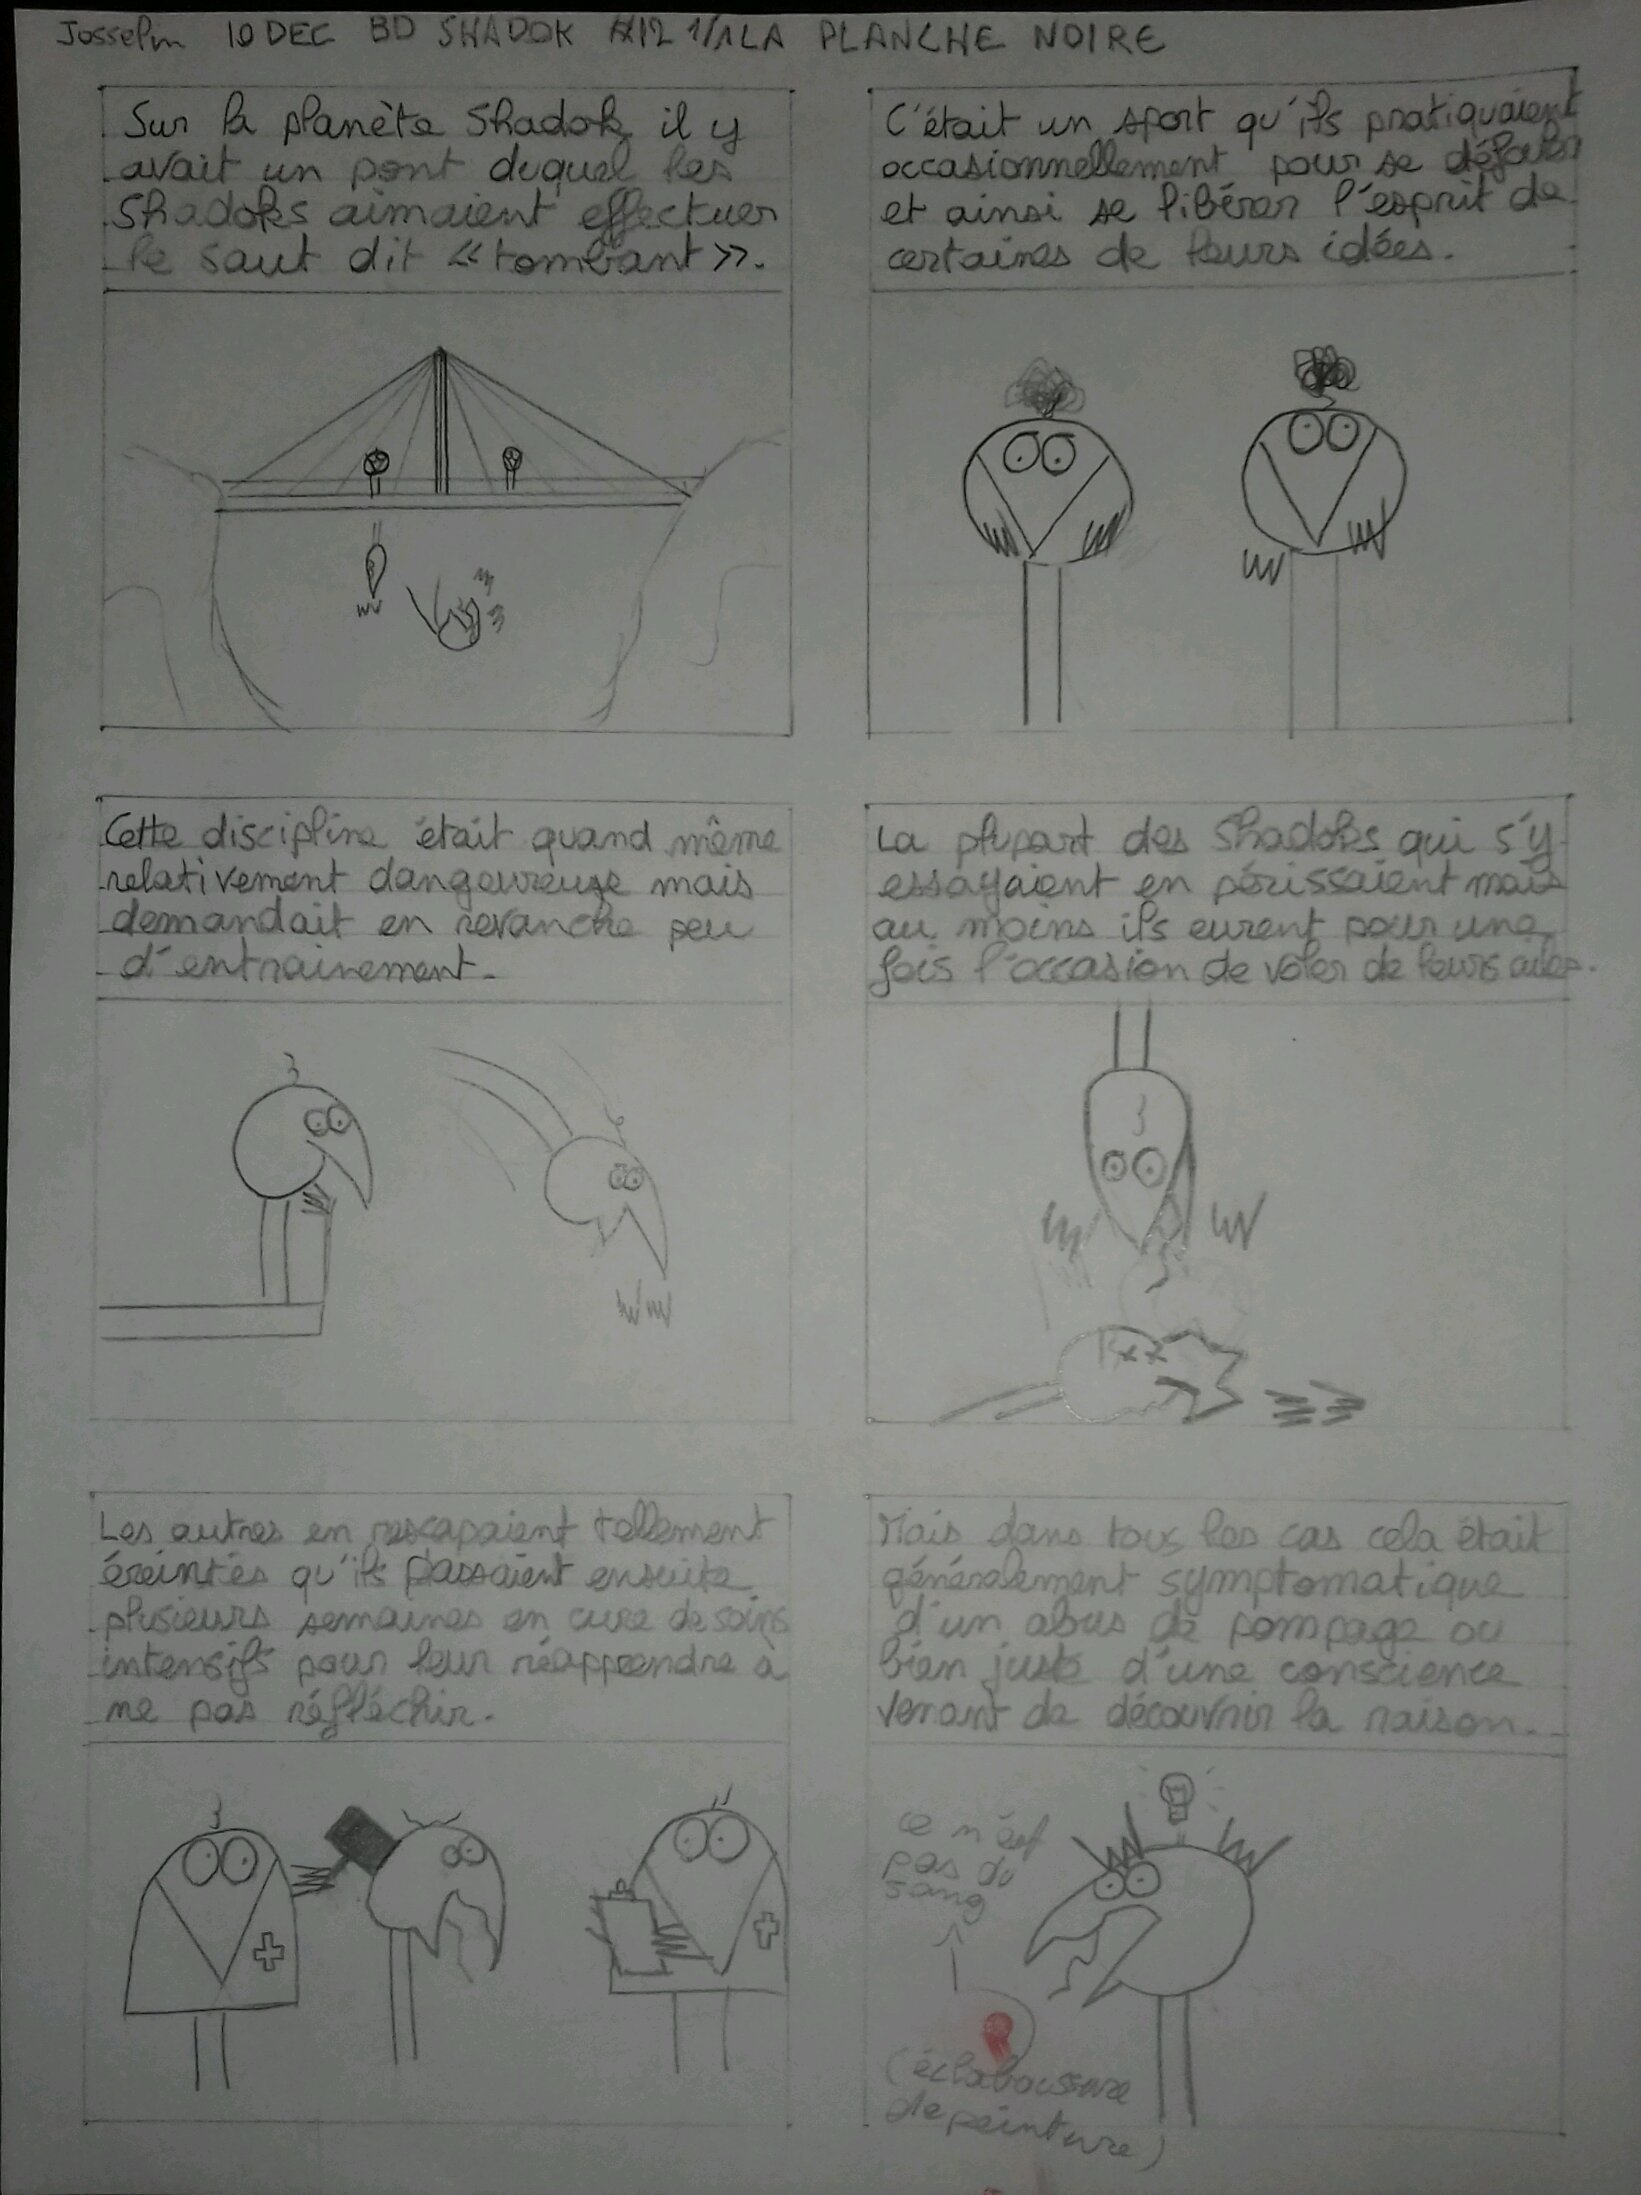 Josselin 10 DEC BD SHADOK #12 1/1 LA PLANCHE NOIRE
Sur la planète Shadok, il y
avait un pont duquel les
Shadoks aimaient effectuer
le saut dit « tombant ».
C'était un sport qu'ils pratiquaient
occasionnellement pour se défouler
et ainsi se libérer l'esprit de
certaines de leurs idées.
Cette discipline était quand même
relativement dangeureuse mais
demandait en revanche peu
d'entrainement.
La plupart des Shadoks qui s'y
essayaient en périssaient mais
au moins ils eurent pour une
fois l'occasion de voler de leurs ailes.
Les autres en rescapaient tellement
éreintés qu'ils passaient ensuite
plusieurs semaines en cure de soins
intensifs pour leur réapprendre à
ne pas réfléchir.
Mais dans tous les cas cela était
généralement symptomatique
d'un abus de pompage ou
bien juste d'une conscience
venant de découvrir la raison.
ce n'est
pas du
sang
(éclaboussure
de peinture)